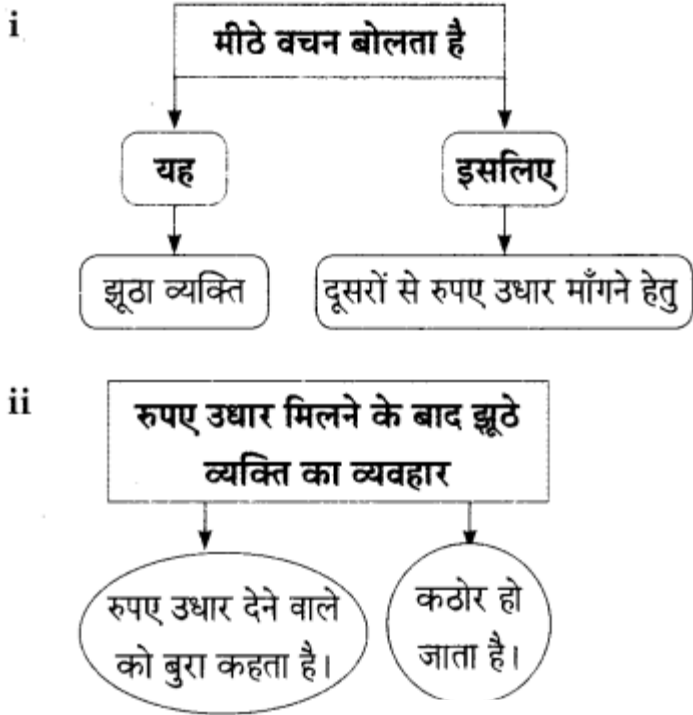 i
मीठे वचन बोलता है
यह
इसलिए
झूठा व्यक्ति
दूसरों से रुपए उधार माँगने हेतु
ii
रुपए उधार मिलने के बाद झूठे
व्यक्ति का व्यवहार
रुपए उधार देने वाले
को बुरा कहता है।
कठोर हो
जाता है।